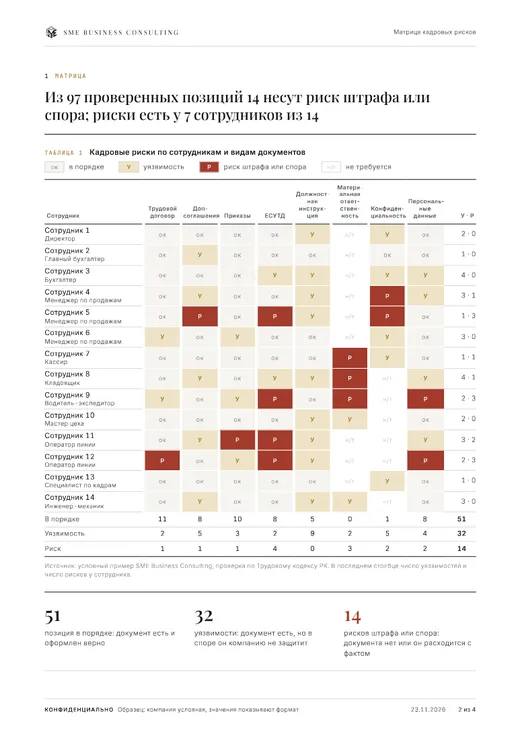 SME BUSINESS CONSULTING
Матрица кадровых рисков
1 МАТРИЦА
Из 97 проверенных позиций 14 несут риск штрафа или
спора; риски есть у 7 сотрудников из 14
ТАБЛИЦА 1 Кадровые риски по сотрудникам и видам документов
ОК в порядке У уязвимость Р риск штрафа или спора н/т не требуется
Сотрудник Трудовой договор Доп-соглашения Приказы ЕСУТД Должност-ная инструк-ция Матери-альная ответ-ствен-ность Конфиден-циальность Персональ-ные данные У · Р
Сотрудник 1 ОК ОК ОК ОК У н/т У ОК 2 · 0
Директор
Сотрудник 2 ОК У ОК ОК ОК н/т ОК ОК 1 · 0
Главный бухгалтер
Сотрудник 3 ОК ОК ОК У У н/т У У 4 · 0
Бухгалтер
Сотрудник 4 ОК У ОК ОК У н/т Р У 3 · 1
Менеджер по продажам
Сотрудник 5 ОК Р ОК Р У н/т Р ОК 1 · 3
Менеджер по продажам
Сотрудник 6 У ОК У ОК ОК н/т У ОК 3 · 0
Менеджер по продажам
Сотрудник 7 ОК ОК ОК ОК ОК Р У ОК 1 · 1
Кассир
Сотрудник 8 ОК У ОК У У Р н/т У 4 · 1
Кладовщик
Сотрудник 9 У ОК У Р ОК Р н/т Р 2 · 3
Водитель-экспедитор
Сотрудник 10 ОК ОК ОК ОК У У н/т ОК 2 · 0
Мастер цеха
Сотрудник 11 ОК У Р Р У н/т н/т У 3 · 2
Оператор линии
Сотрудник 12 Р ОК У Р У н/т н/т Р 2 · 3
Оператор линии
Сотрудник 13 ОК ОК ОК ОК ОК н/т У ОК 1 · 0
Специалист по кадрам
Сотрудник 14 ОК У ОК ОК У У н/т ОК 3 · 0
Инженер-механик
В порядке 11 8 10 8 5 0 1 8 51
Уязвимость 2 5 3 2 9 2 5 4 32
Риск 1 1 1 4 0 3 2 2 14
Источник: условный пример SME Business Consulting, проверка по Трудовому кодексу РК. В последнем столбце число уязвимостей и
число рисков у сотрудника.
51
позиция в порядке: документ есть и
оформлен верно
32
уязвимости: документ есть, но в
споре он компанию не защитит
14
рисков штрафа или спора:
документа нет или он расходится с
фактом
КОНФИДЕНЦИАЛЬНО Образец: компания условная, значения показывают формат
23.11.2026 2 из 4